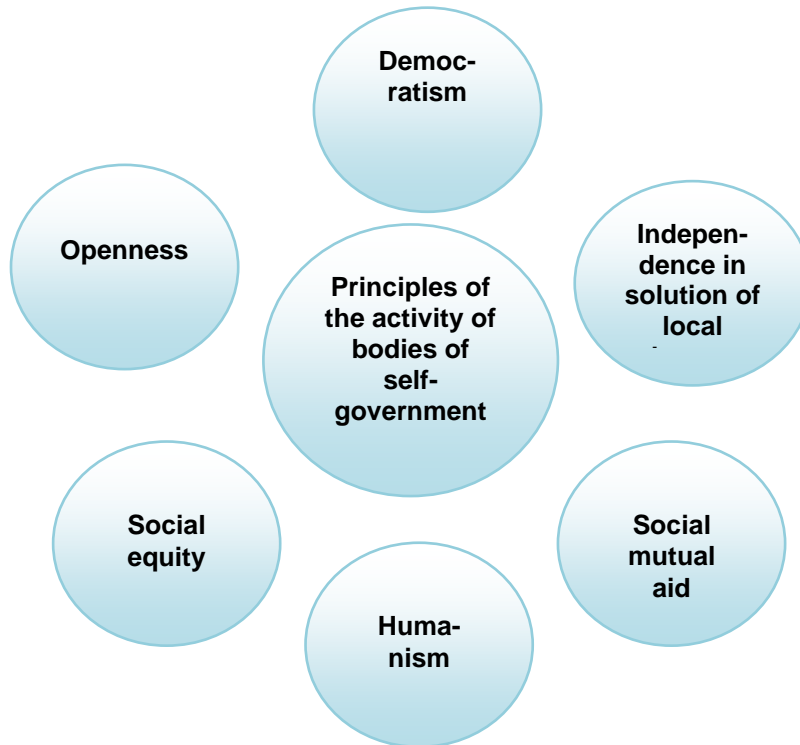 Democ-
ratism
Openness
Indepen-
dence in
solution of
local
Principles of
the activity of
bodies of
self-
government
Social
equity
Social
mutual
aid
Huma-
nism